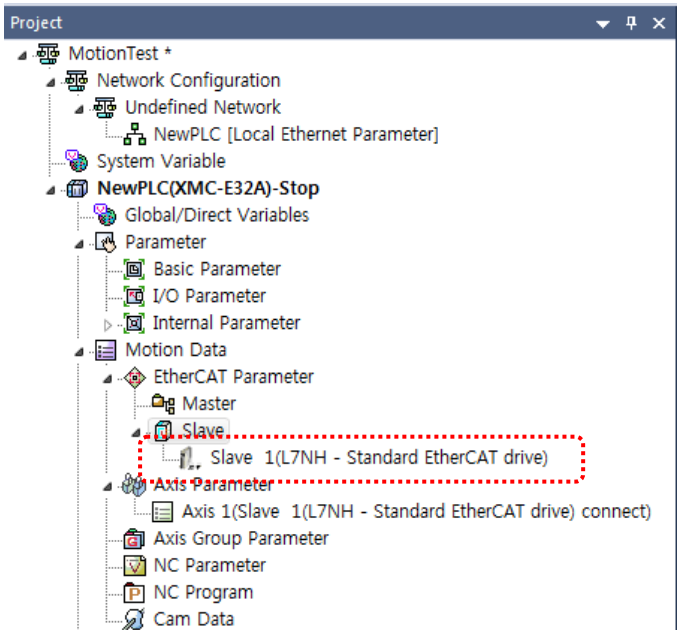 Project
MotionTest *
Network Configuration
Undefined Network
NewPLC [Local Ethernet Parameter]
System Variable
NewPLC(XMC-E32A)-Stop
Global/Direct Variables
Parameter
Basic Parameter
I/O Parameter
Internal Parameter
Motion Data
EtherCAT Parameter
Master
Slave
Slave 1(L7NH - Standard EtherCAT drive)
Axis Parameter
Axis 1(Slave 1(L7NH - Standard EtherCAT drive) connect)
Axis Group Parameter
NC Parameter
NC Program
Cam Data